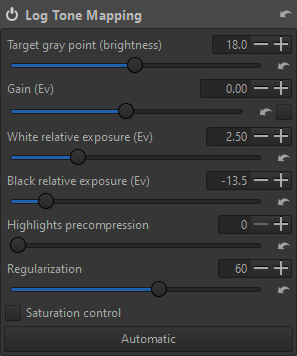 Log Tone Mapping
Target gray point (brightness) 18.0
Gain (Ev) 0.00
White relative exposure (Ev) 2.50
Black relative exposure (Ev) -13.5
Highlights precompression 0
Regularization 60
Saturation control
Automatic